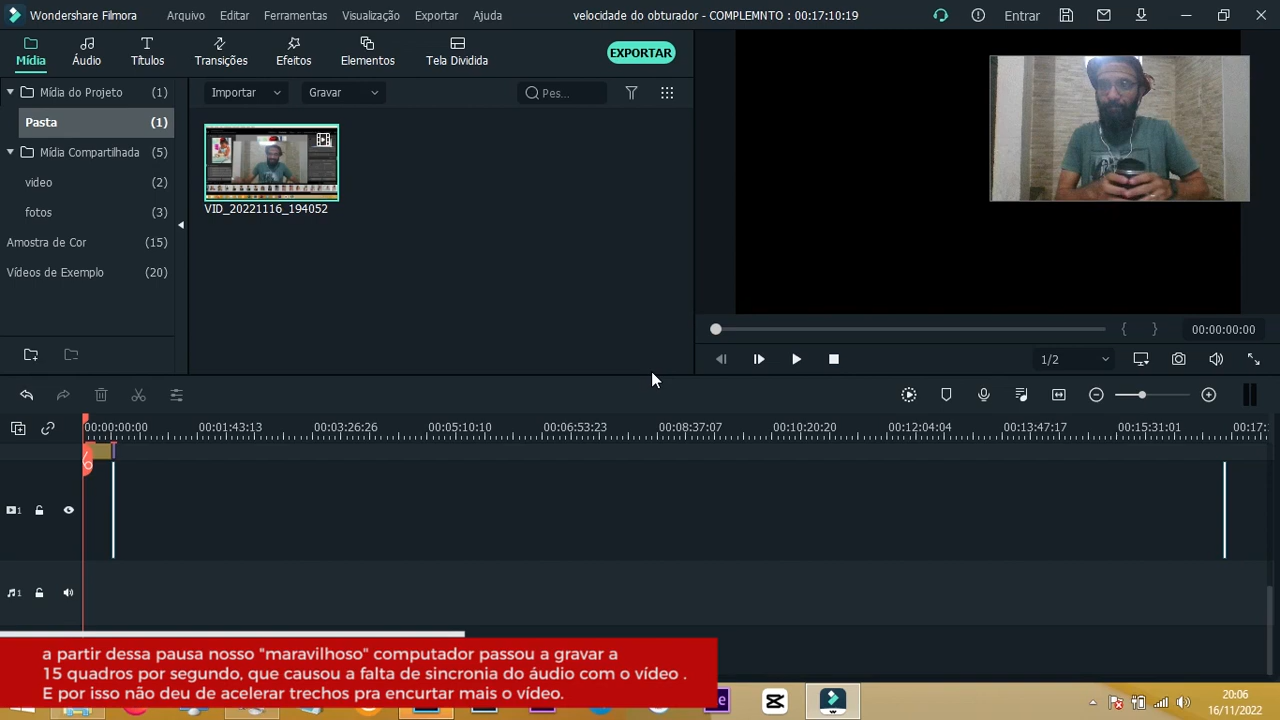 Wondershare Filmora
Arquivo Editar Ferramentas Visualização Exportar Ajuda
velocidade do obturador - COMPLEMNTO : 00:17:10:19
Entrar
Mídia Áudio Títulos Transições Efeitos Elementos Tela Dividida
EXPORTAR
Mídia do Projeto (1)
Importar Gravar Pes...
Pasta (1)
Mídia Compartilhada (5)
video (2)
fotos (3)
Amostra de Cor (15)
Vídeos de Exemplo (20)
VID_20221116_194052
{ } 00:00:00:00
1/2
00:00:00:00 00:01:43:13 00:03:26:26 00:05:10:10 00:06:53:23 00:08:37:07 00:10:20:20 00:12:04:04 00:13:47:17 00:15:31:01 00:17:
1
1
a partir dessa pausa nosso "maravilhoso" computador passou a gravar a
15 quadros por segundo, que causou a falta de sincronia do áudio com o vídeo .
E por isso não deu de acelerar trechos pra encurtar mais o vídeo.
20:06
16/11/2022